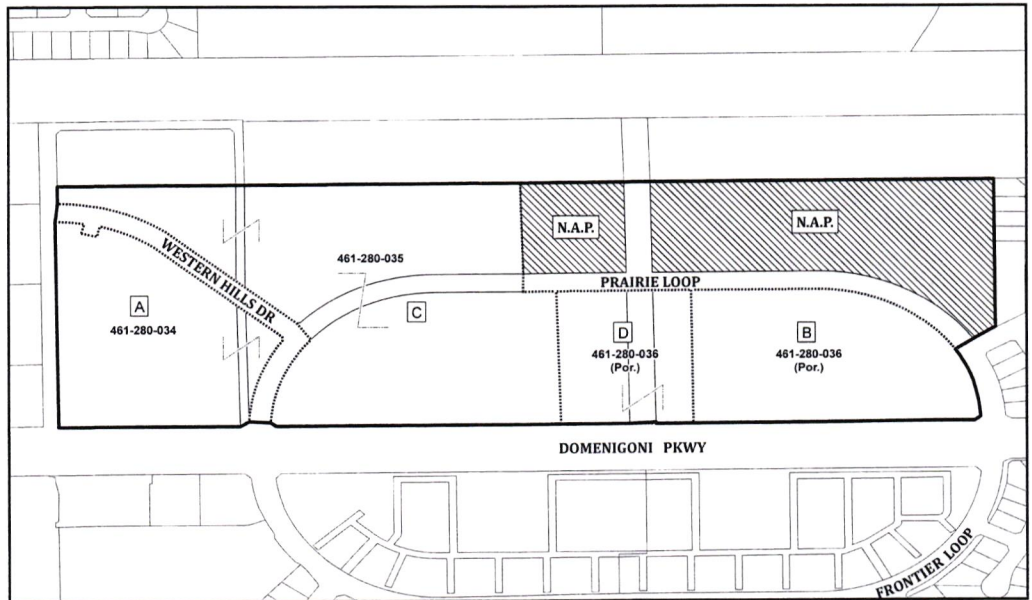 N.A.P.
N.A.P.
WESTERN HILLS DR
461-280-035
PRAIRIE LOOP
A
461-280-034
C
D
461-280-036
(Por.)
B
461-280-036
(Por.)
DOMENIGONI PKWY
FRONTIER LOOP